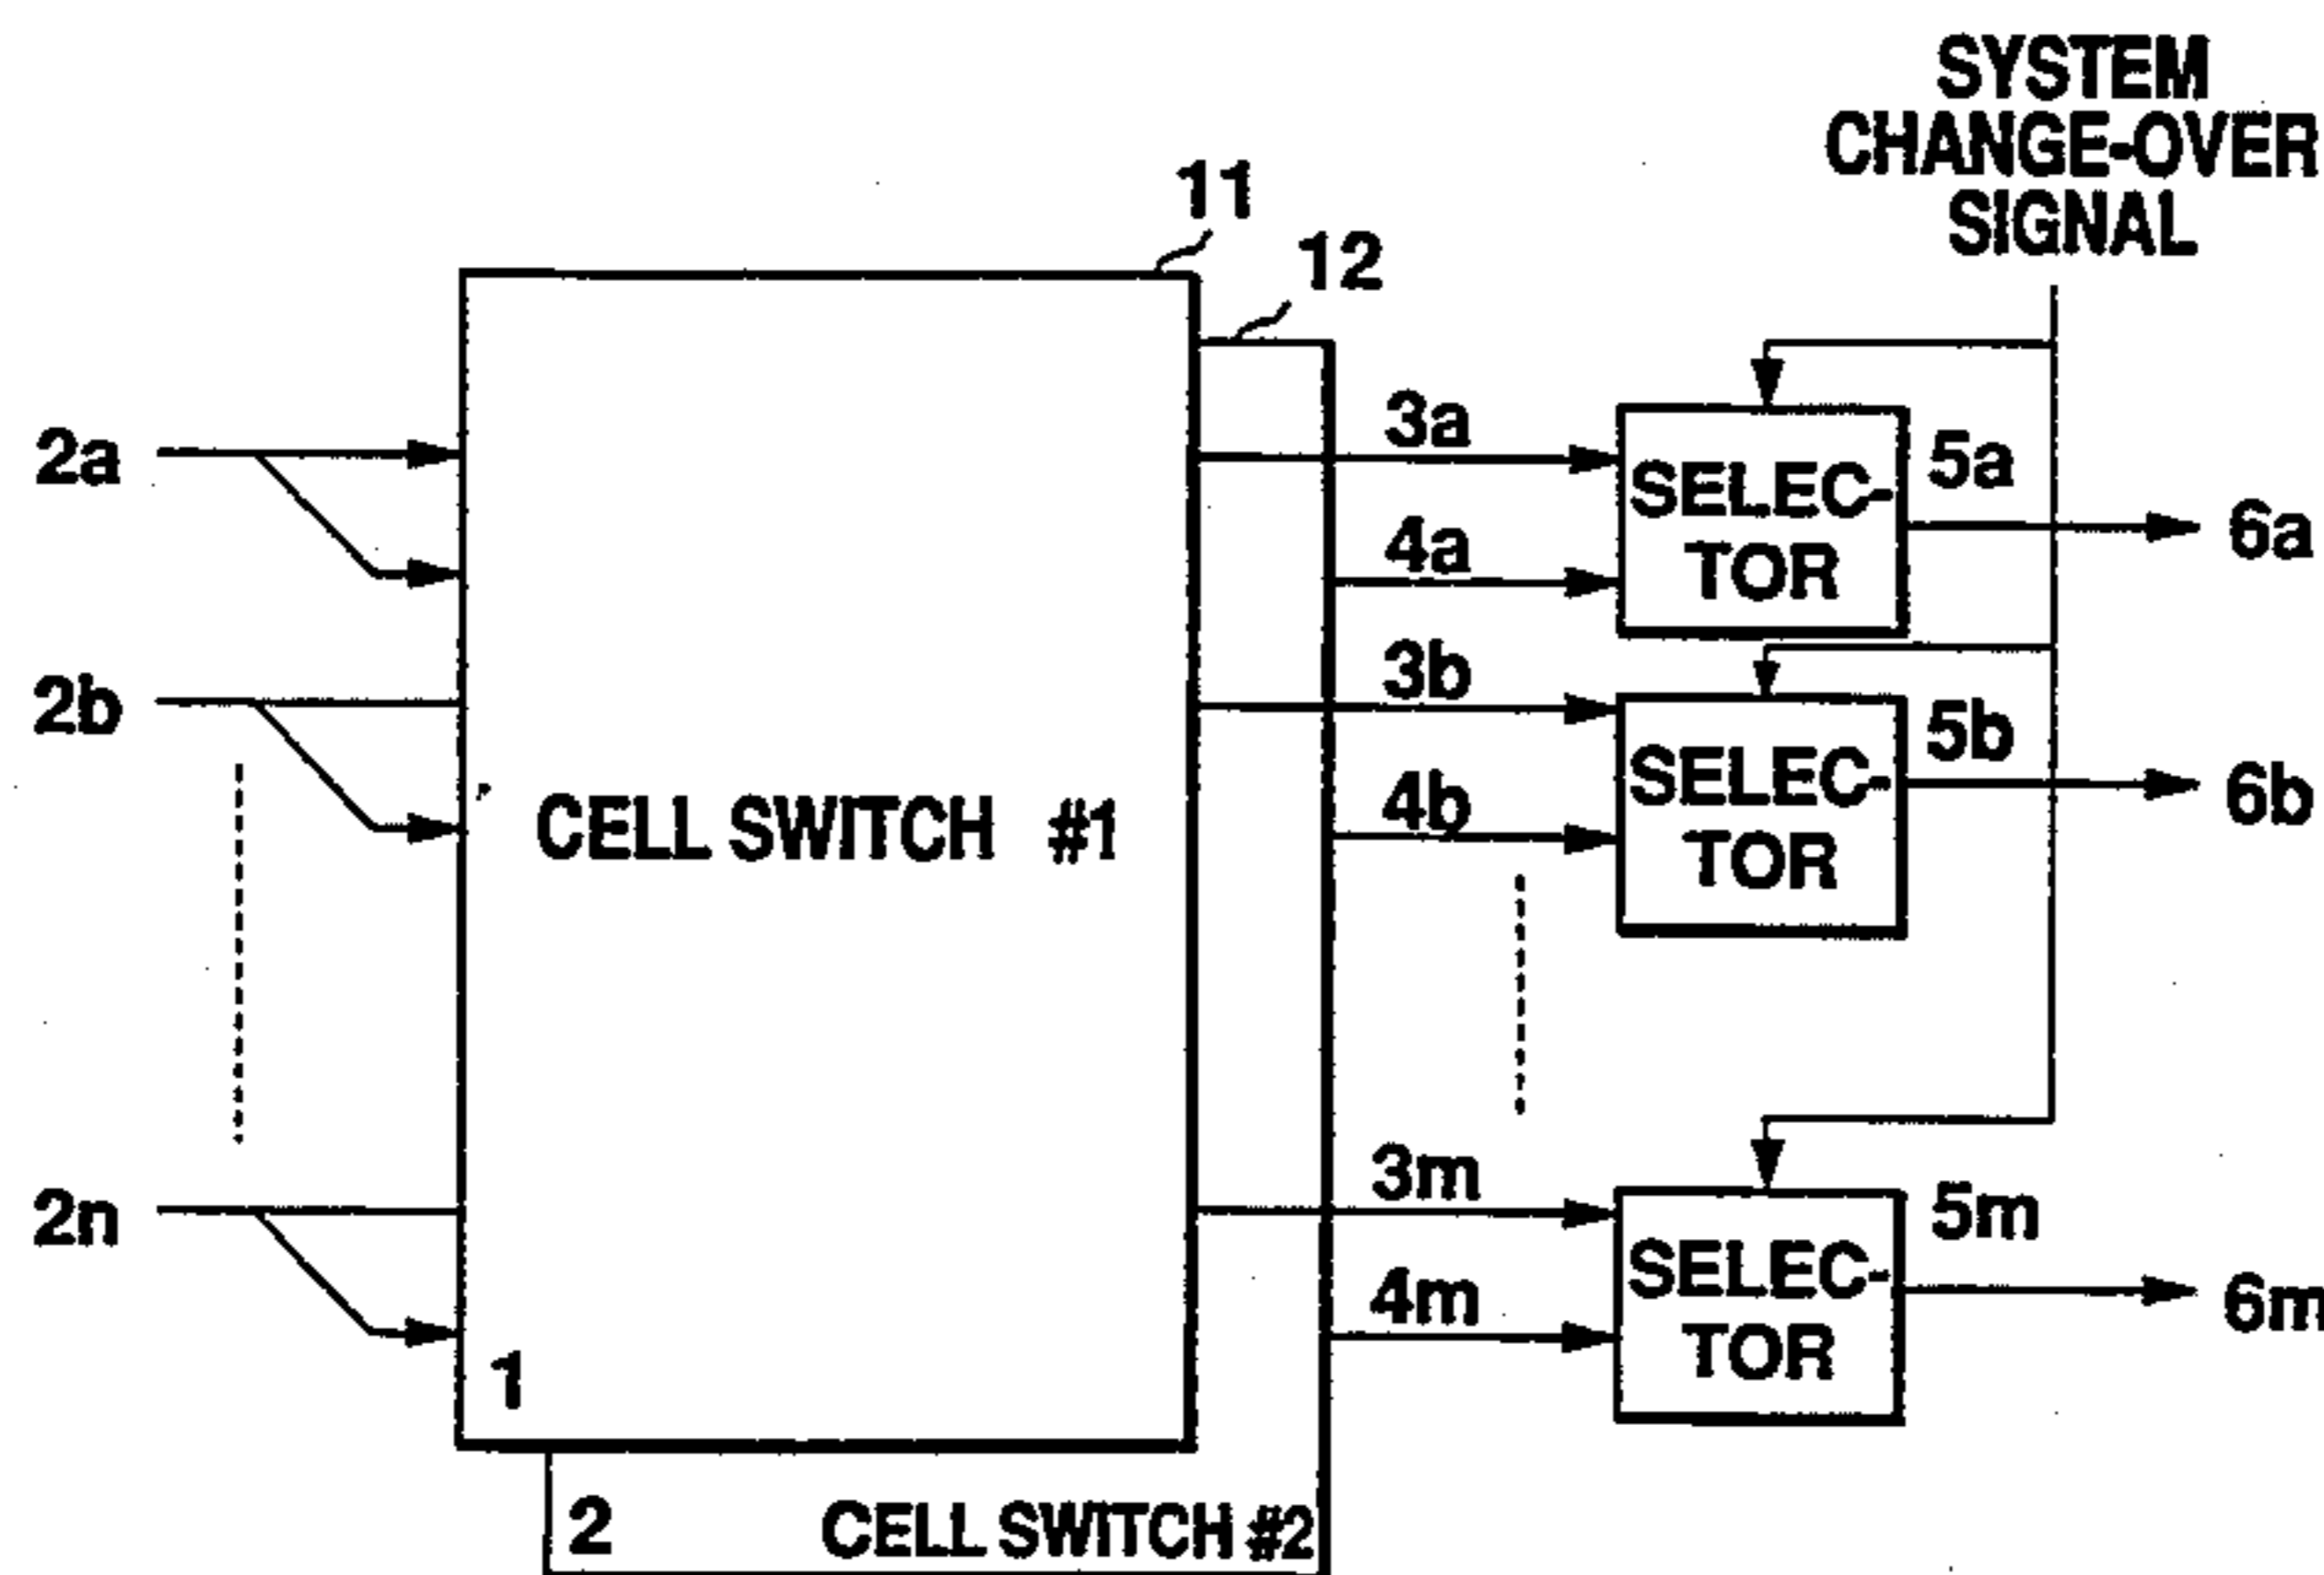 SYSTEM
CHANGE-OVER
SIGNAL
11
12
2a
3a
4a
SELEC-
TOR
5a
6a
2b
3b
4b
SELEC-
TOR
5b
6b
CELL SWITCH #1
2n
3m
4m
SELEC-
TOR
5m
6m
1
2
CELL SWITCH #2